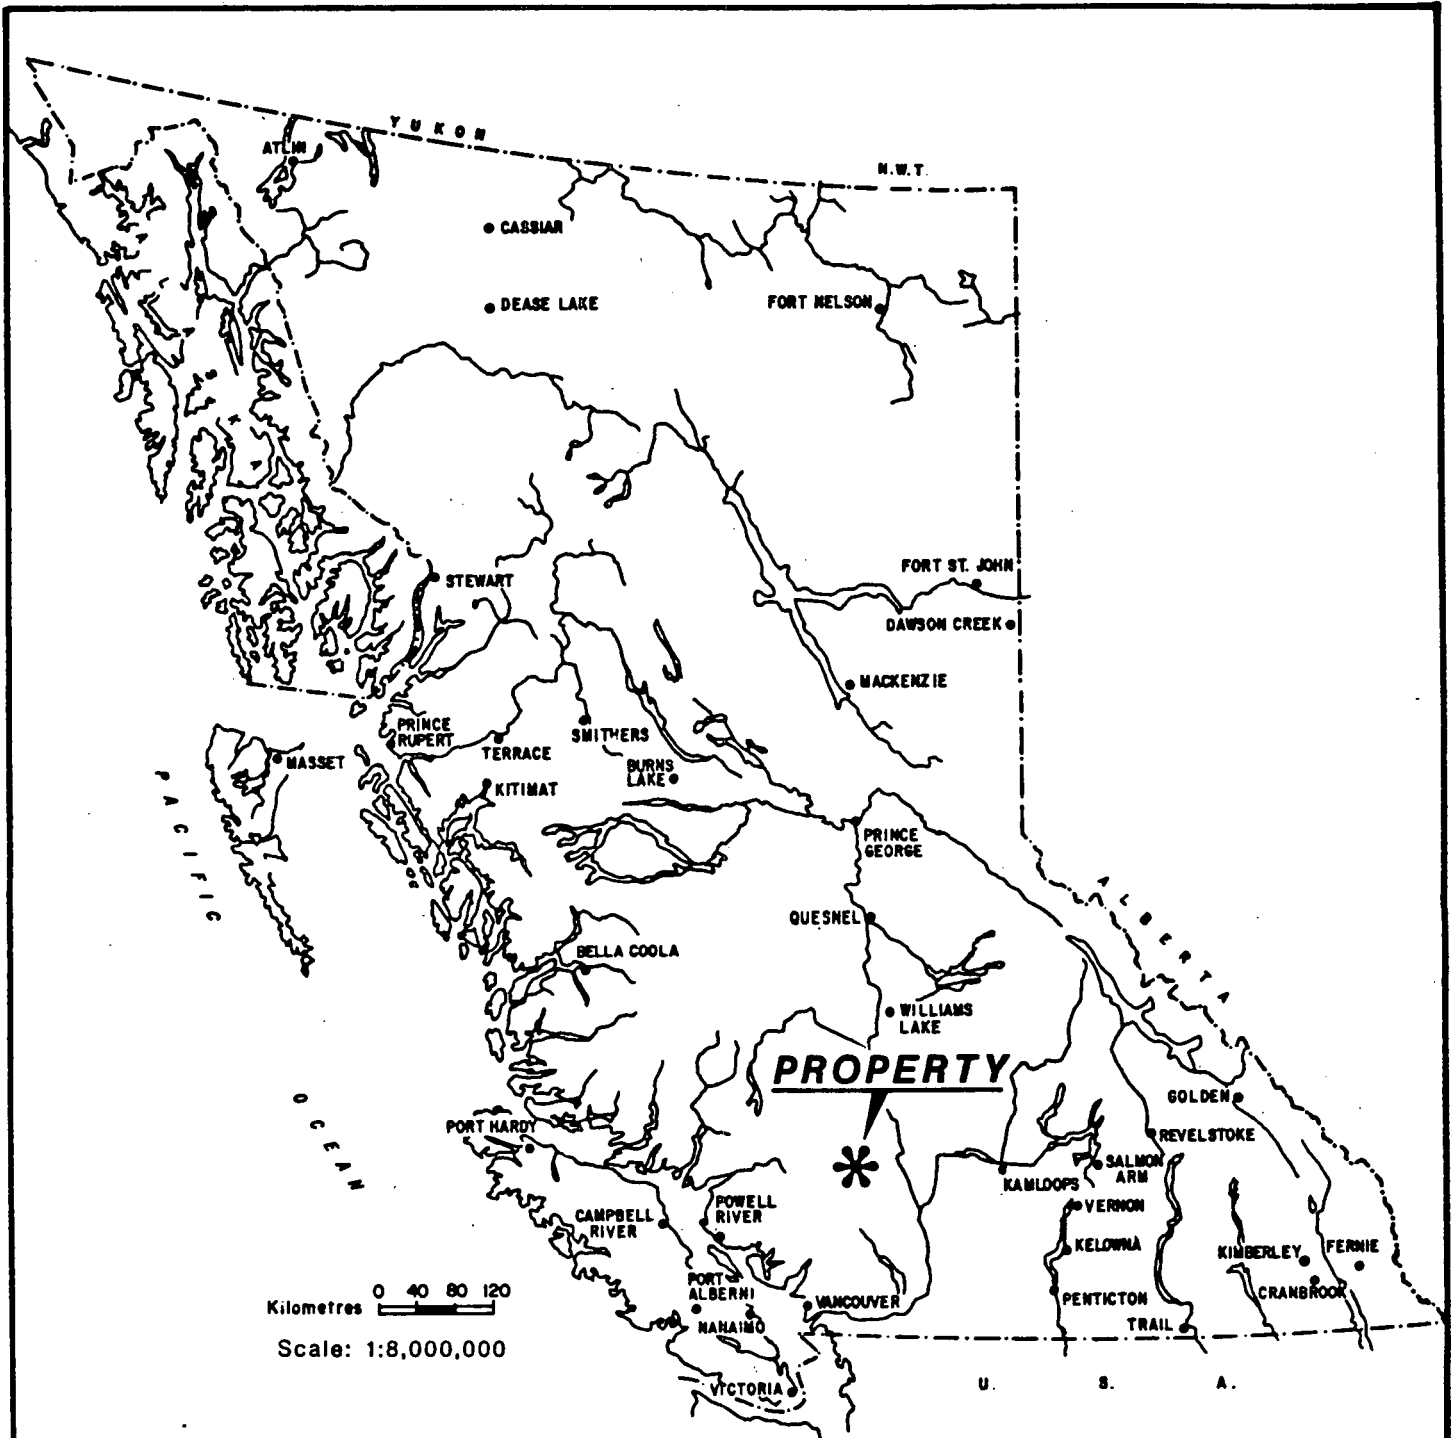 YUKON
N.W.T.
ATLIN
CASSIAR
DEASE LAKE
FORT NELSON
ALASKA
STEWART
FORT ST. JOHN
DAWSON CREEK
MACKENZIE
PRINCE
RUPERT
TERRACE
SMITHERS
MASSET
BURNS
LAKE
KITIMAT
PRINCE
GEORGE
PACIFIC
ALBERTA
QUESNEL
BELLA COOLA
WILLIAMS
LAKE
PROPERTY
OCEAN
GOLDEN
PORT HARDY
REVELSTOKE
SALMON
ARM
KAMLOOPS
POWELL
RIVER
CAMPBELL
RIVER
VERNON
KELOWNA
KIMBERLEY
FERNIE
PORT
ALBERNI
CRANBROOK
Kilometres 0 40 80 120
VANCOUVER
PENTICTON
NANAIMO
TRAIL
Scale: 1:8,000,000
VICTORIA
U. S. A.